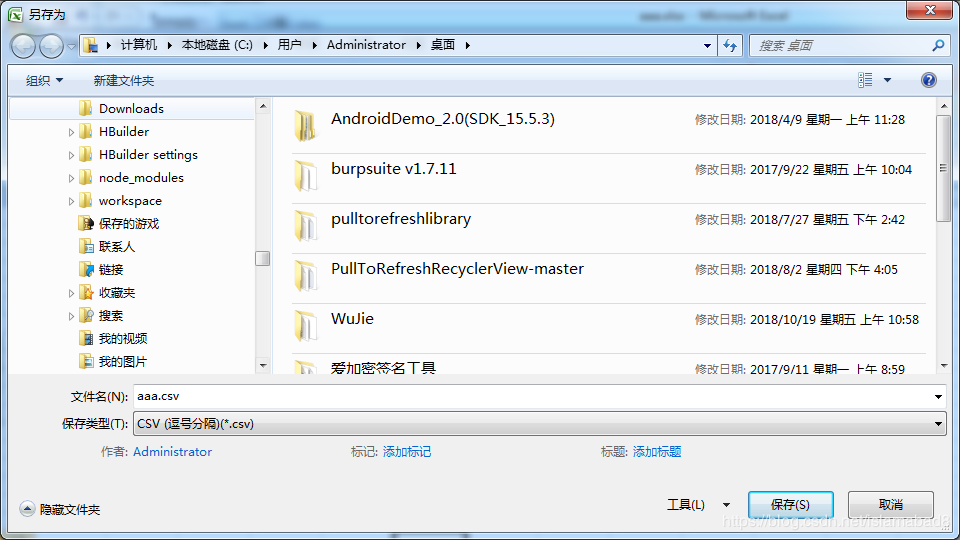 另存为
aaa.xlsx - Microsoft Excel
计算机 本地磁盘 (C:) 用户 Administrator 桌面
搜索 桌面
组织 新建文件夹
Downloads
HBuilder
HBuilder settings
node_modules
workspace
保存的游戏
联系人
链接
收藏夹
搜索
我的视频
我的图片
AndroidDemo_2.0(SDK_15.5.3) 修改日期: 2018/4/9 星期一 上午 11:28
burpsuite v1.7.11 修改日期: 2017/9/22 星期五 上午 10:04
pulltorefreshlibrary 修改日期: 2018/7/27 星期五 下午 2:42
PullToRefreshRecyclerView-master 修改日期: 2018/8/2 星期四 下午 4:05
WuJie 修改日期: 2018/10/19 星期五 上午 10:58
爱加密签名工具 修改日期: 2017/9/11 星期一 上午 8:59
文件名(N): aaa.csv
保存类型(T): CSV (逗号分隔)(*.csv)
作者: Administrator 标记: 添加标记 标题: 添加标题
隐藏文件夹 工具(L) 保存(S) 取消
https://blog.csdn.net/islamabad8